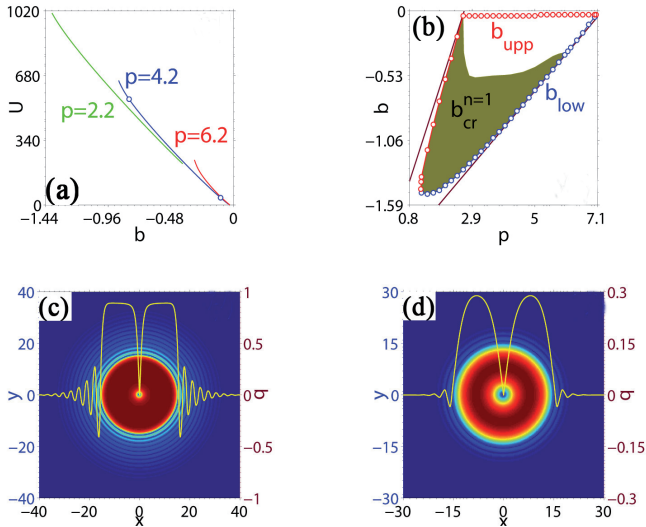 1020
680
340
0
U
−1.44
−0.96
−0.48
0
b
p=2.2
p=4.2
p=6.2
(a)
0
−0.53
−1.06
−1.59
b
0.8
2.9
5
7.1
p
(b)
b_upp
b_cr^n=1
b_low
(c)
40
20
0
−20
−40
y
1
0.5
0
−0.5
−1
q
−40
−20
0
20
40
x
(d)
30
15
0
−15
−30
y
0.3
0.15
0
−0.15
−0.3
q
−30
−15
0
15
30
x